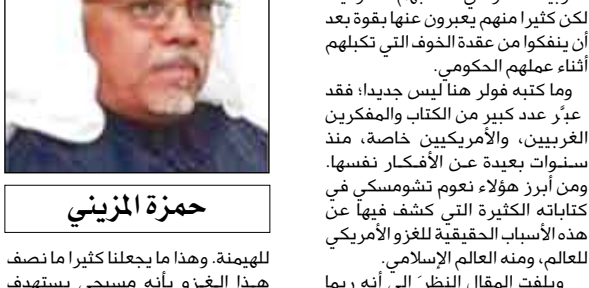 لكن كثيرا منهم يعبرون عنها بقوة بعد
أن ينفكوا من عقدة الخوف التي تكبلهم
أثناء عملهم الحكومي.
وما كتبه فولر هنا ليس جديدا؛ فقد
عبَّر عدد كبير من الكتاب والمفكرين
الغربيين، والأمريكيين خاصة، منذ
سنوات بعيدة عن الأفكار نفسها.
ومن أبرز هؤلاء نعوم تشومسكي في
كتاباته الكثيرة التي كشف فيها عن
هذه الأسباب الحقيقية للغزو الأمريكي
للعالم، ومنه العالم الإسلامي.
ويلفت المقال النظرَ إلى أنه ربما
حمزة المزيني
للهيمنة. وهذا ما يجعلنا كثيرا ما نصف
هذا الغزو بأنه مسيحي يستهدف